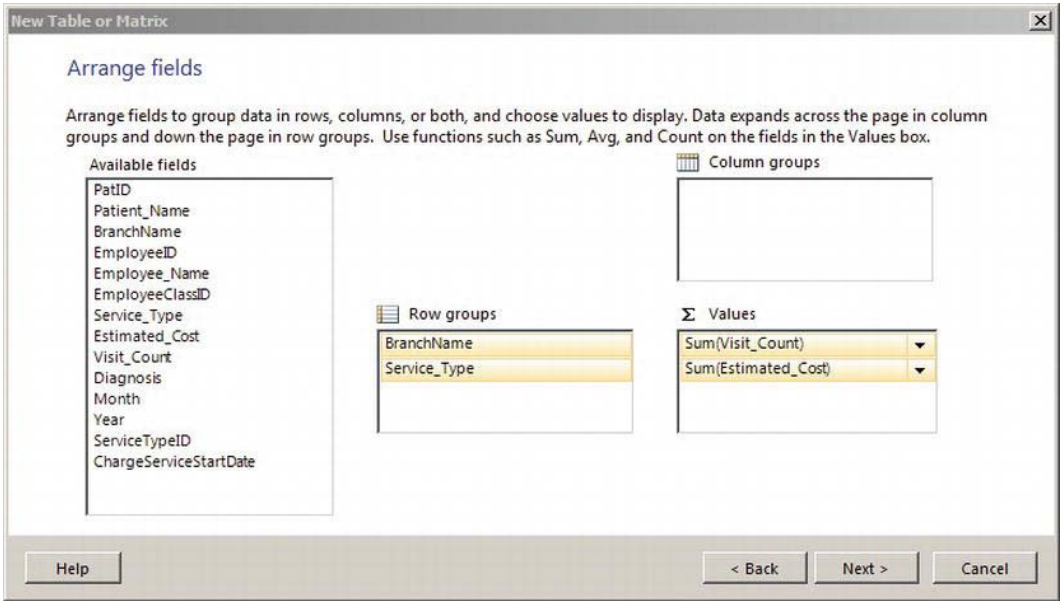 New Table or Matrix
Arrange fields
Arrange fields to group data in rows, columns, or both, and choose values to display. Data expands across the page in column
groups and down the page in row groups. Use functions such as Sum, Avg, and Count on the fields in the Values box.
Available fields
PatID
Patient_Name
BranchName
EmployeeID
Employee_Name
EmployeeClassID
Service_Type
Estimated_Cost
Visit_Count
Diagnosis
Month
Year
ServiceTypeID
ChargeServiceStartDate
Column groups
Row groups
BranchName
Service_Type
Σ Values
Sum(Visit_Count)
Sum(Estimated_Cost)
Help
< Back
Next >
Cancel